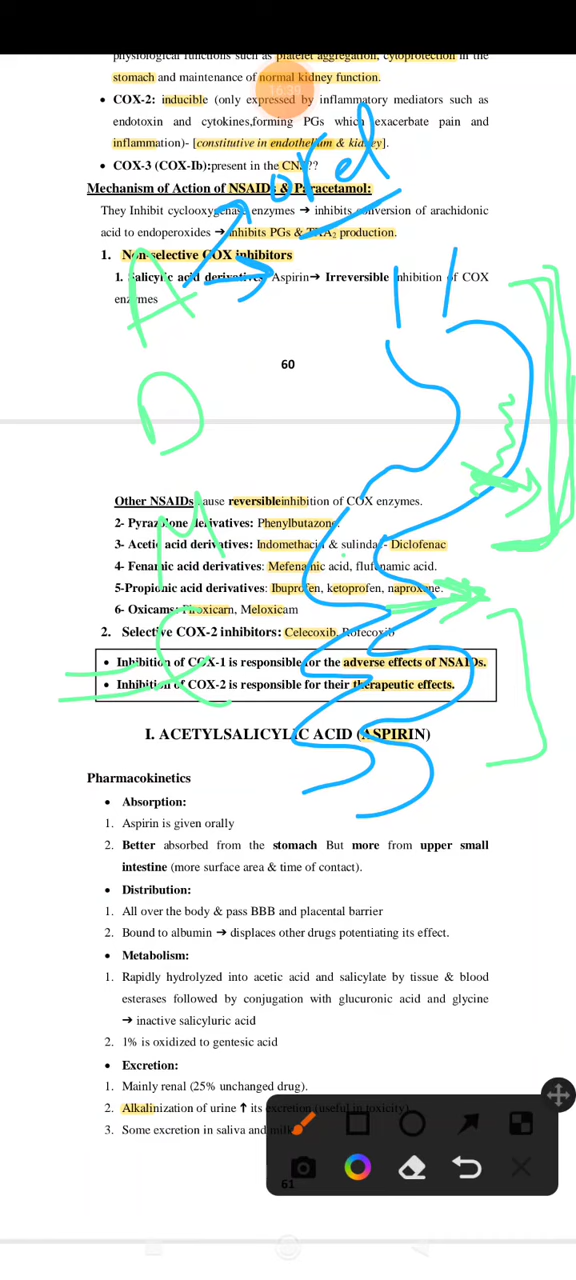 physiological functions such as platelet aggregation, cytoprotection in the
stomach and maintenance of normal kidney function.
16:39
• COX-2: inducible (only expressed by inflammatory mediators such as
endotoxin and cytokines,forming PGs which exacerbate pain and
inflammation)- [constitutive in endothelium & kidney].
• COX-3 (COX-Ib):present in the CNS??
oral
Mechanism of Action of NSAIDs & Paracetamol:
They Inhibit cyclooxygenase enzymes → inhibits conversion of arachidonic
acid to endoperoxides → inhibits PGs & TXA₂ production.
1. Non-selective COX inhibitors
1. Salicylic acid derivatives: Aspirin→ Irreversible inhibition of COX
enzymes
A
60
D
Other NSAIDs cause reversibleinhibition of COX enzymes.
2- Pyrazolone derivatives: Phenylbutazone.
3- Acetic acid derivatives: Indomethacin & sulindac- Diclofenac
M
4- Fenamic acid derivatives: Mefenamic acid, flufenamic acid.
5-Propionic acid derivatives: Ibuprofen, ketoprofen, naproxene.
6- Oxicams: Piroxicam, Meloxicam
2. Selective COX-2 inhibitors: Celecoxib, Rofecoxib
• Inhibition of COX-1 is responsible for the adverse effects of NSAIDs.
• Inhibition of COX-2 is responsible for their therapeutic effects.
I. ACETYLSALICYLIC ACID (ASPIRIN)
Pharmacokinetics
• Absorption:
1. Aspirin is given orally
2. Better absorbed from the stomach But more from upper small
intestine (more surface area & time of contact).
• Distribution:
1. All over the body & pass BBB and placental barrier
2. Bound to albumin → displaces other drugs potentiating its effect.
• Metabolism:
1. Rapidly hydrolyzed into acetic acid and salicylate by tissue & blood
esterases followed by conjugation with glucuronic acid and glycine
→ inactive salicyluric acid
2. 1% is oxidized to gentesic acid
• Excretion:
1. Mainly renal (25% unchanged drug).
2. Alkalinization of urine ↑ its excretion (useful in toxicity)
3. Some excretion in saliva and milk
61